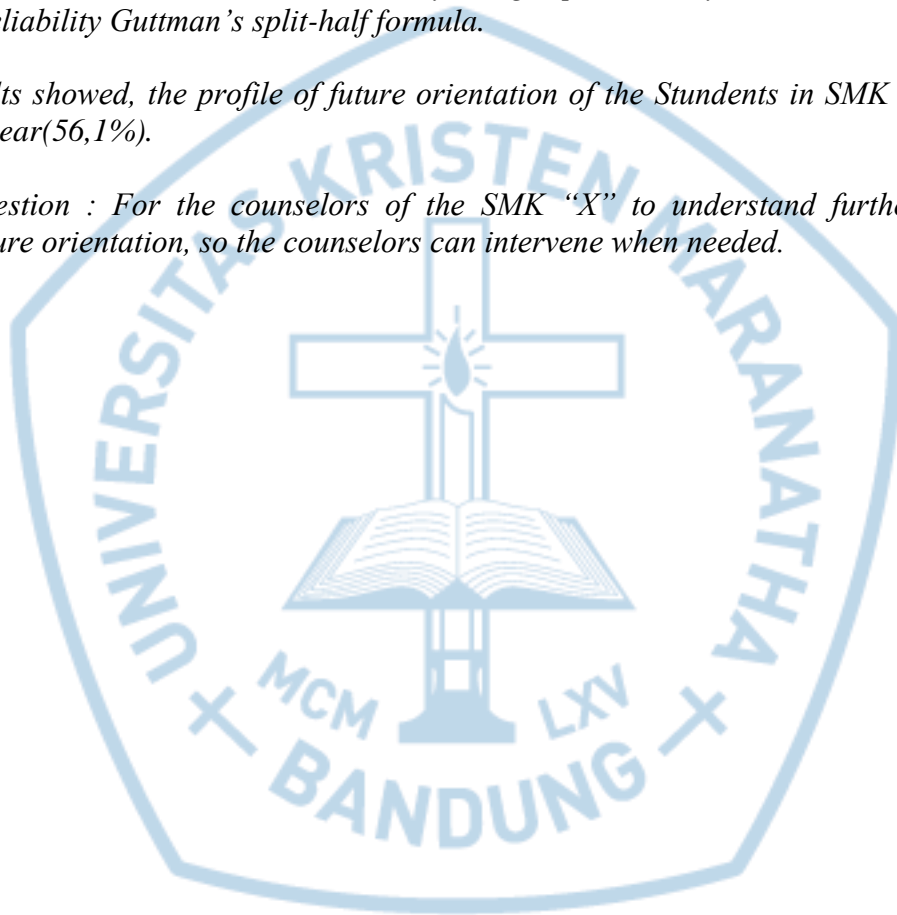 eliability Guttman’s split-half formula.
lts showed, the profile of future orientation of the Stundents in SMK
ear(56,1%).
estion : For the counselors of the SMK “X” to understand furthe
ure orientation, so the counselors can intervene when needed.
UNIVERSITAS KRISTEN MARANATHA
MCM LXV
BANDUNG